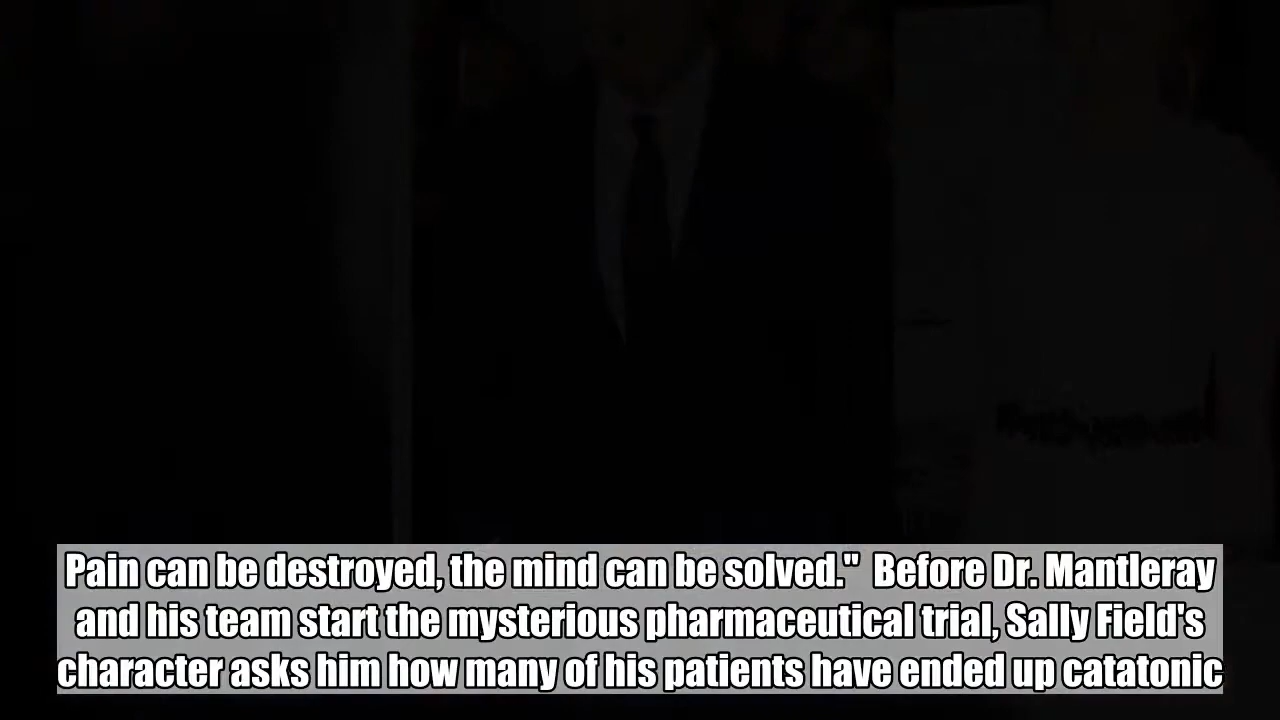 Pain can be destroyed, the mind can be solved."  Before Dr. Mantleray
and his team start the mysterious pharmaceutical trial, Sally Field's
character asks him how many of his patients have ended up catatonic